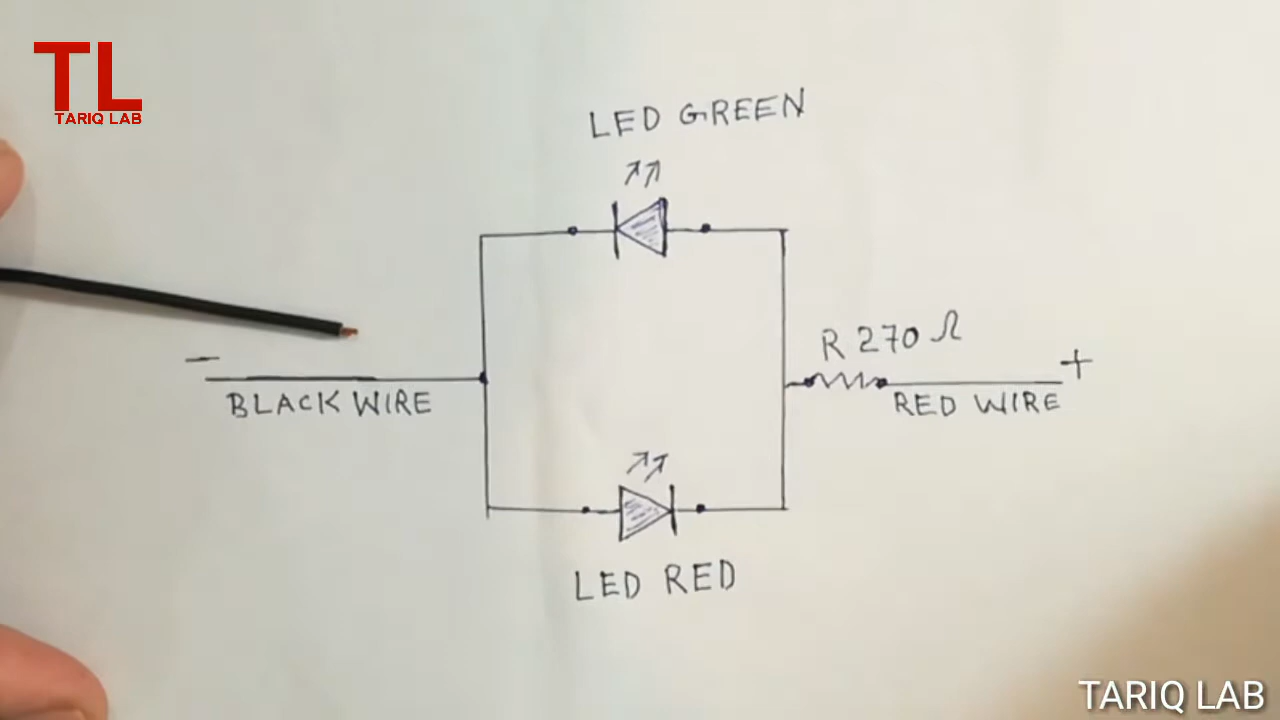 TL
TARIQ LAB
LED GREEN
R 270 Ω
−
+
BLACK WIRE
RED WIRE
LED RED
TARIQ LAB